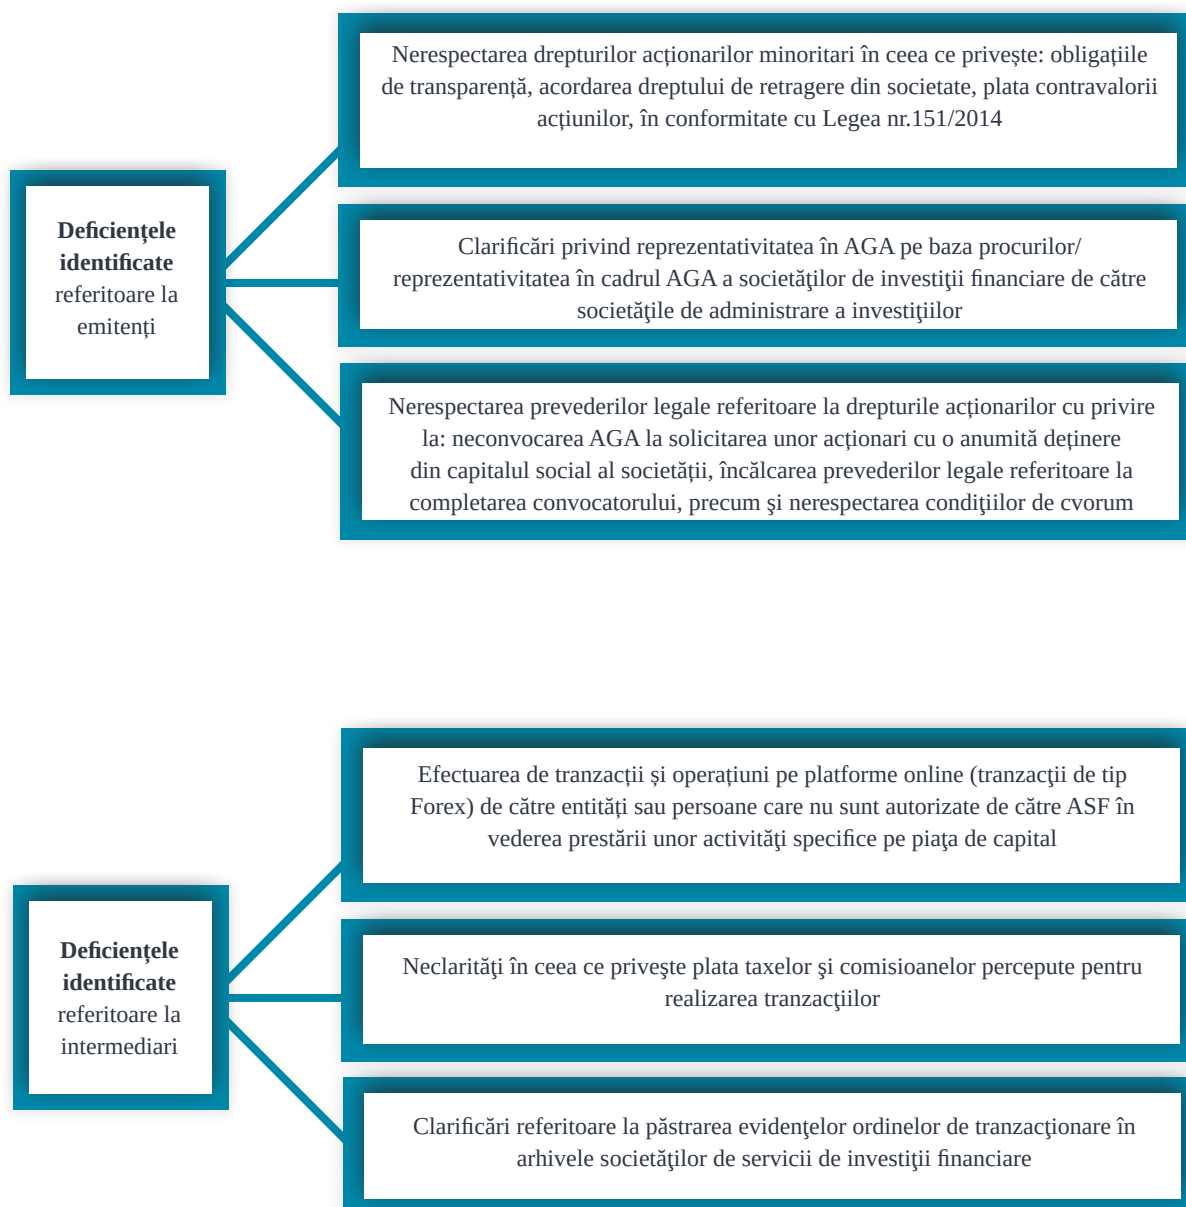 Nerespectarea drepturilor acționarilor minoritari în ceea ce privește: obligațiile
de transparență, acordarea dreptului de retragere din societate, plata contravalorii
acțiunilor, în conformitate cu Legea nr.151/2014
Deficiențele
identificate
referitoare la
emitenți
Clarificări privind reprezentativitatea în AGA pe baza procurilor/
reprezentativitatea în cadrul AGA a societăţilor de investiţii financiare de către
societăţile de administrare a investiţiilor
Nerespectarea prevederilor legale referitoare la drepturile acționarilor cu privire
la: neconvocarea AGA la solicitarea unor acționari cu o anumită deținere
din capitalul social al societății, încălcarea prevederilor legale referitoare la
completarea convocatorului, precum şi nerespectarea condiţiilor de cvorum
Efectuarea de tranzacții și operațiuni pe platforme online (tranzacţii de tip
Forex) de către entități sau persoane care nu sunt autorizate de către ASF în
vederea prestării unor activităţi specifice pe piaţa de capital
Deficiențele
identificate
referitoare la
intermediari
Neclarităţi în ceea ce priveşte plata taxelor şi comisioanelor percepute pentru
realizarea tranzacţiilor
Clarificări referitoare la păstrarea evidenţelor ordinelor de tranzacţionare în
arhivele societăţilor de servicii de investiţii financiare